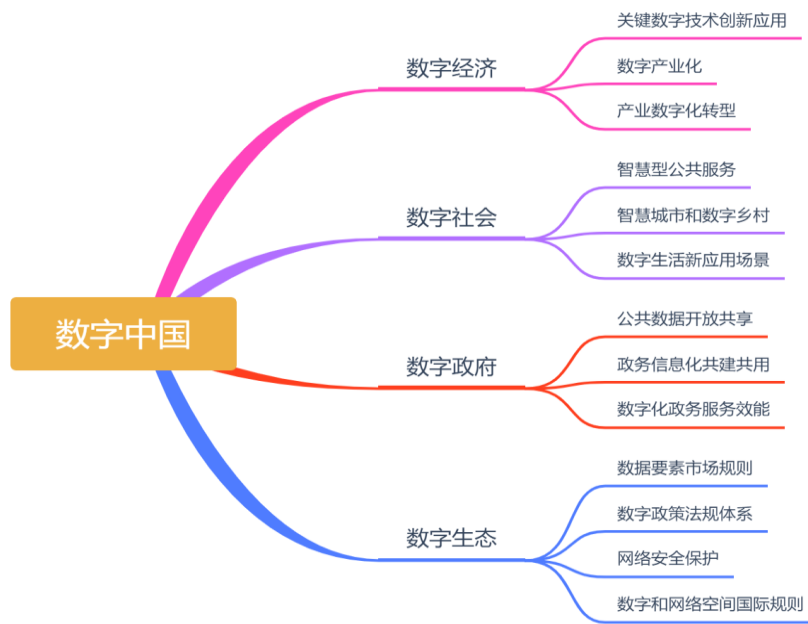 数字中国
数字经济
关键数字技术创新应用
数字产业化
产业数字化转型
数字社会
智慧型公共服务
智慧城市和数字乡村
数字生活新应用场景
数字政府
公共数据开放共享
政务信息化共建共用
数字化政务服务效能
数字生态
数据要素市场规则
数字政策法规体系
网络安全保护
数字和网络空间国际规则